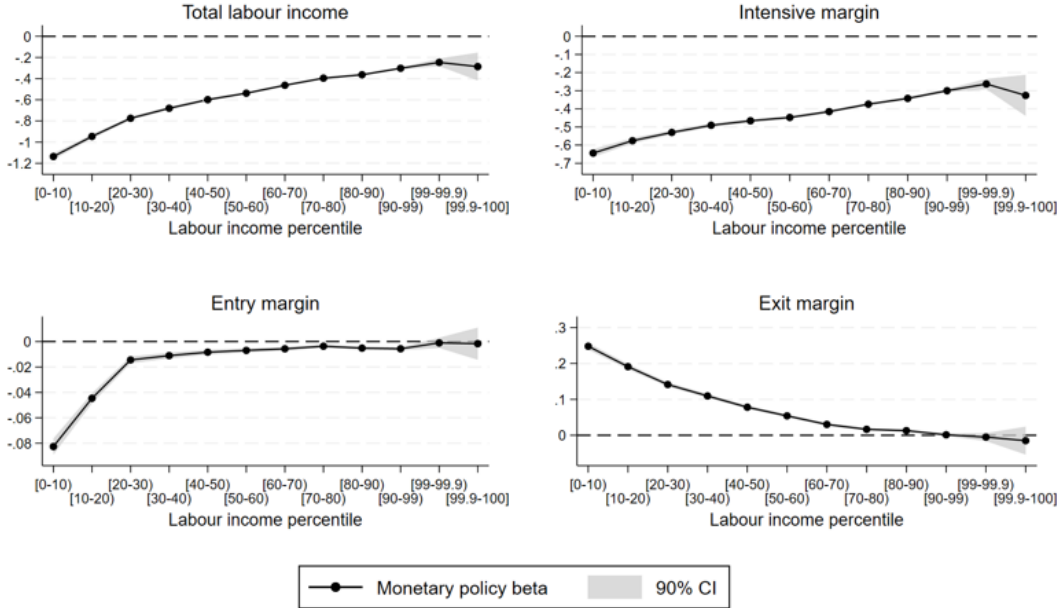 Total labour income
0
-.2
-.4
-.6
-.8
-1
-1.2
[0-10) [20-30) [40-50) [60-70) [80-90) [99-99.9)
[10-20) [30-40) [50-60) [70-80) [90-99) [99.9-100]
Labour income percentile
Intensive margin
0
-.1
-.2
-.3
-.4
-.5
-.6
-.7
[0-10) [20-30) [40-50) [60-70) [80-90) [99-99.9)
[10-20) [30-40) [50-60) [70-80) [90-99) [99.9-100]
Labour income percentile
Entry margin
0
-.02
-.04
-.06
-.08
[0-10) [20-30) [40-50) [60-70) [80-90) [99-99.9)
[10-20) [30-40) [50-60) [70-80) [90-99) [99.9-100]
Labour income percentile
Exit margin
.3
.2
.1
0
[0-10) [20-30) [40-50) [60-70) [80-90) [99-99.9)
[10-20) [30-40) [50-60) [70-80) [90-99) [99.9-100]
Labour income percentile
Monetary policy beta 90% CI